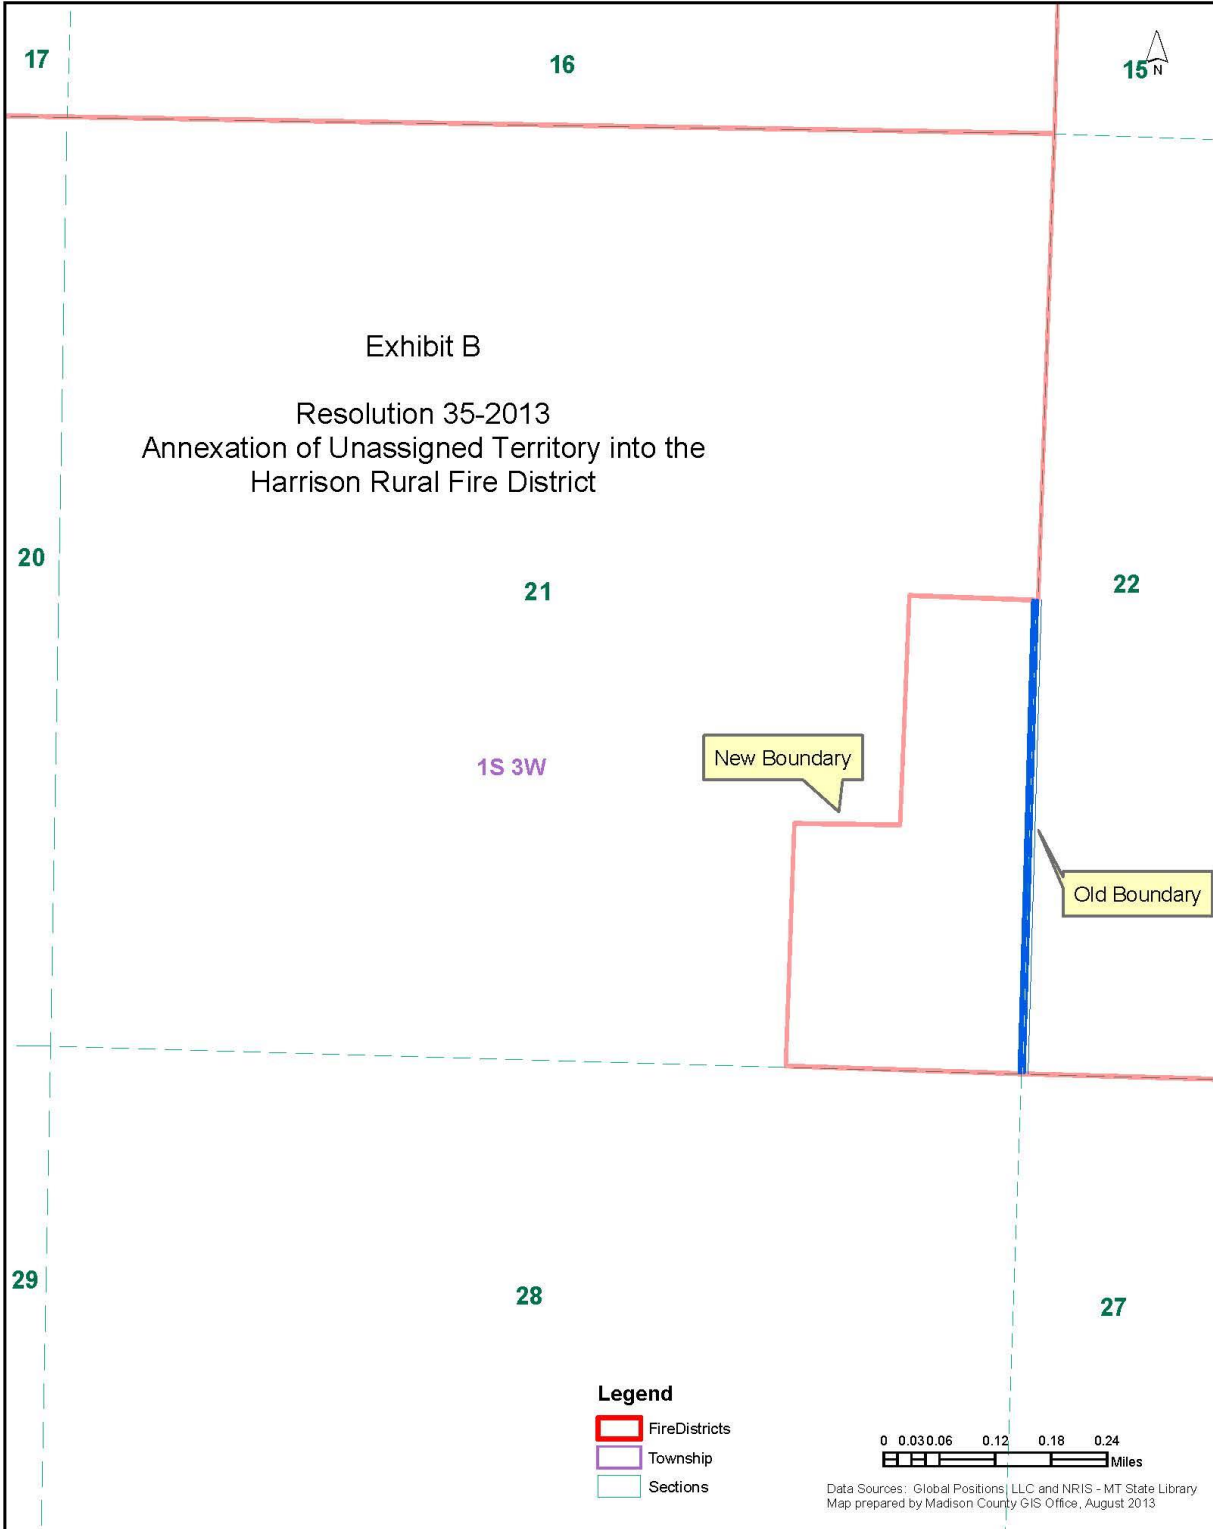 17
16
15
N
Exhibit B
Resolution 35-2013
Annexation of Unassigned Territory into the
Harrison Rural Fire District
20
21
22
1S 3W
New Boundary
Old Boundary
29
28
27
Legend
FireDistricts
Township
Sections
0 0.03 0.06 0.12 0.18 0.24
Miles
Data Sources: Global Positions, LLC and NRIS - MT State Library
Map prepared by Madison County GIS Office, August 2013